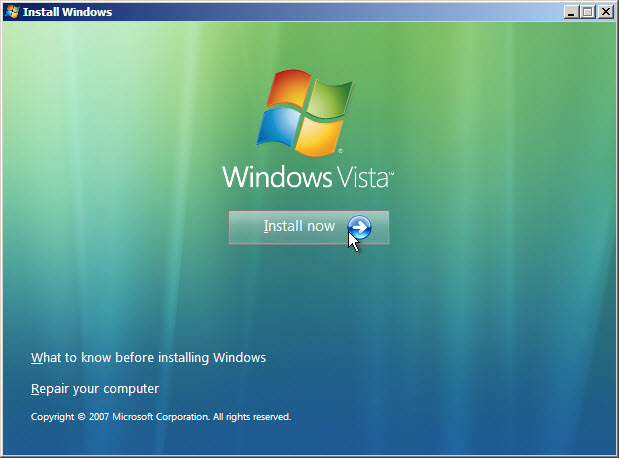 Install Windows
Windows Vista™
Install now
What to know before installing Windows
Repair your computer
Copyright © 2007 Microsoft Corporation. All rights reserved.